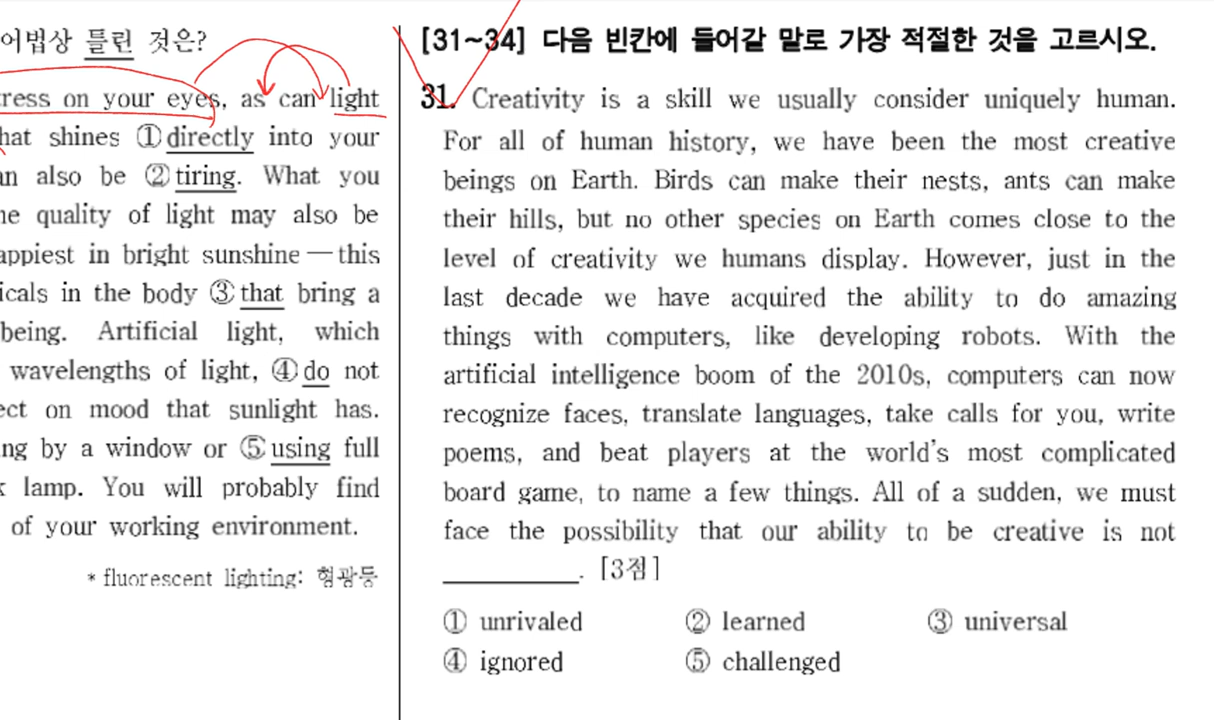 어법상 틀린 것은?
ress on your eyes, as can light
hat shines ① directly into your
n also be ② tiring. What you
e quality of light may also be
appiest in bright sunshine — this
icals in the body ③ that bring a
being. Artificial light, which
wavelengths of light, ④ do not
ect on mood that sunlight has.
ng by a window or ⑤ using full
lamp. You will probably find
of your working environment.
* fluorescent lighting: 형광등
[31~34] 다음 빈칸에 들어갈 말로 가장 적절한 것을 고르시오.
31. Creativity is a skill we usually consider uniquely human.
For all of human history, we have been the most creative
beings on Earth. Birds can make their nests, ants can make
their hills, but no other species on Earth comes close to the
level of creativity we humans display. However, just in the
last decade we have acquired the ability to do amazing
things with computers, like developing robots. With the
artificial intelligence boom of the 2010s, computers can now
recognize faces, translate languages, take calls for you, write
poems, and beat players at the world's most complicated
board game, to name a few things. All of a sudden, we must
face the possibility that our ability to be creative is not
. [3점]
① unrivaled ② learned ③ universal
④ ignored ⑤ challenged